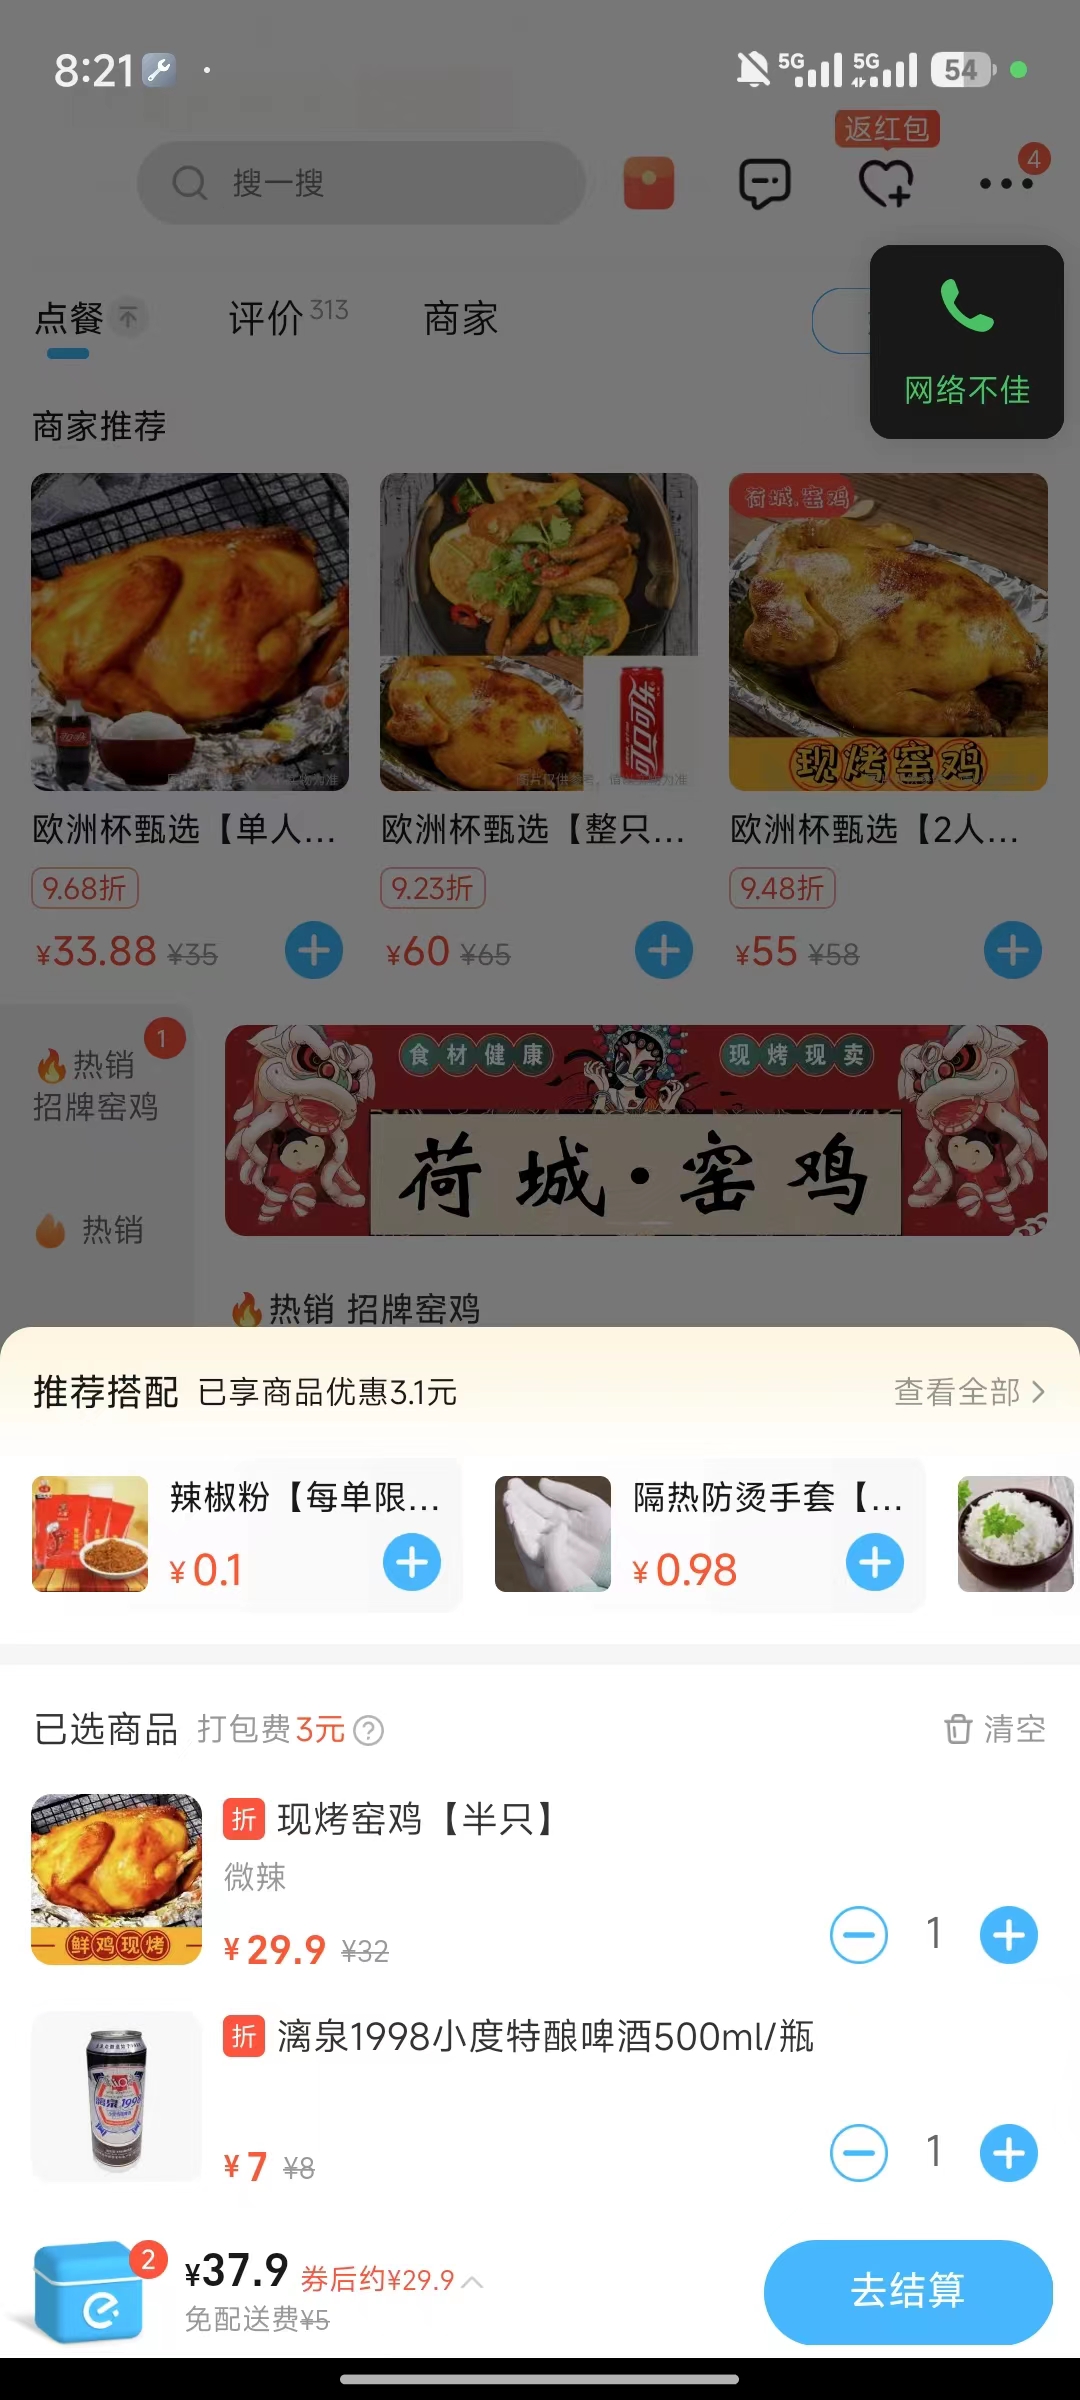 8:21
5G 5G 54
返红包
搜一搜
4
点餐 评价 313 商家
网络不佳
商家推荐
荷城.窑鸡
现烤窑鸡
欧洲杯甄选【单人...
欧洲杯甄选【整只...
欧洲杯甄选【2人...
9.68折
9.23折
9.48折
¥33.88 ¥35
¥60 ¥65
¥55 ¥58
1
热销
招牌窑鸡
食材健康 现烤现卖
荷城·窑鸡
热销
热销 招牌窑鸡
推荐搭配 已享商品优惠3.1元 查看全部
辣椒粉【每单限...
¥0.1
隔热防烫手套【...
¥0.98
已选商品 打包费3元 ? 清空
折 现烤窑鸡【半只】
微辣
鲜鸡现烤
¥29.9 ¥32 1
折 漓泉1998小度特酿啤酒500ml/瓶
漓泉1998
¥7 ¥8 1
2
¥37.9 券后约¥29.9
免配送费¥5
去结算